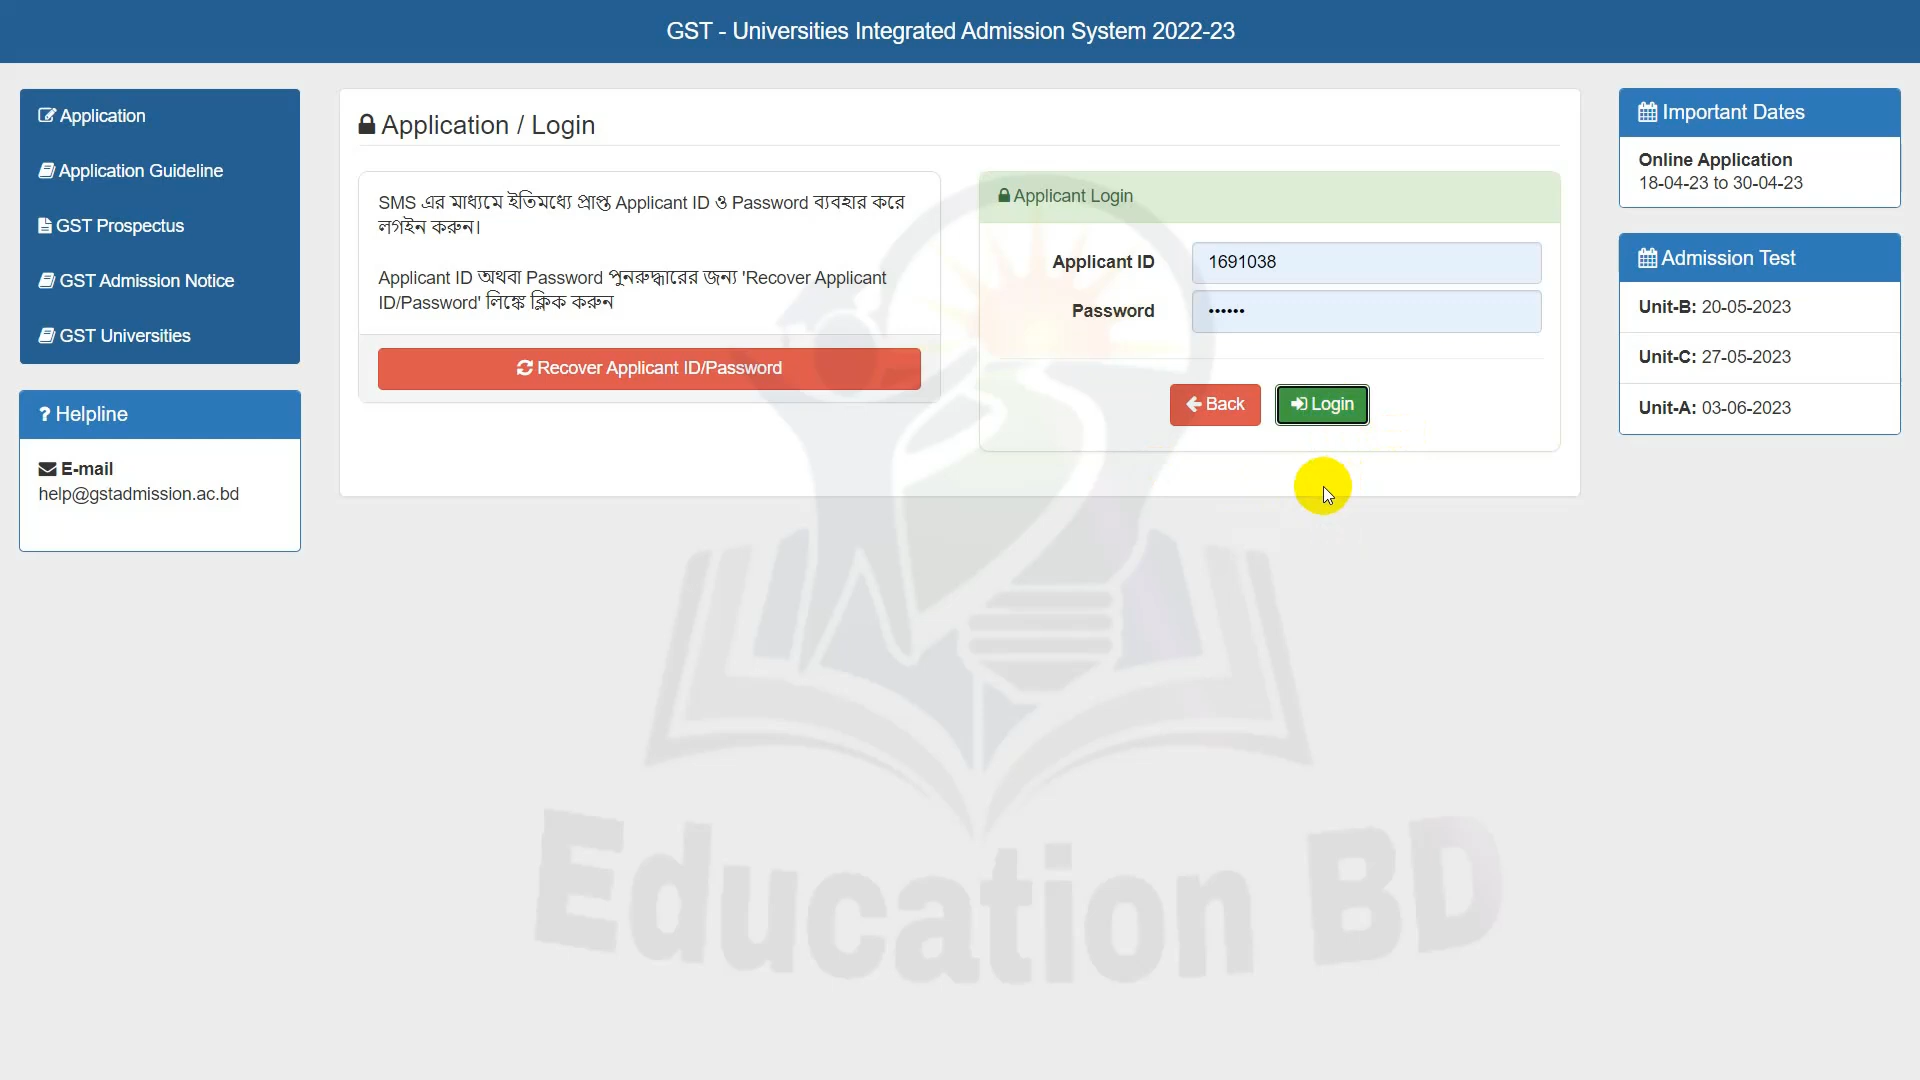 GST - Universities Integrated Admission System 2022-23
Application
Application Guideline
GST Prospectus
GST Admission Notice
GST Universities
? Helpline
E-mail
help@gstadmission.ac.bd
Application / Login
SMS এর মাধ্যমে ইতিমধ্যে প্রাপ্ত Applicant ID ও Password ব্যবহার করে
লগইন করুন।
Applicant ID অথবা Password পুনরুদ্ধারের জন্য 'Recover Applicant
ID/Password' লিঙ্কে ক্লিক করুন
Recover Applicant ID/Password
Applicant Login
Applicant ID 1691038
Password ••••••
Back Login
Important Dates
Online Application
18-04-23 to 30-04-23
Admission Test
Unit-B: 20-05-2023
Unit-C: 27-05-2023
Unit-A: 03-06-2023
Education BD